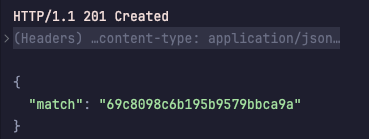 HTTP/1.1 201 Created
> (Headers) …content-type: application/json…
{
"match": "69c8098c6b195b9579bbca9a"
}